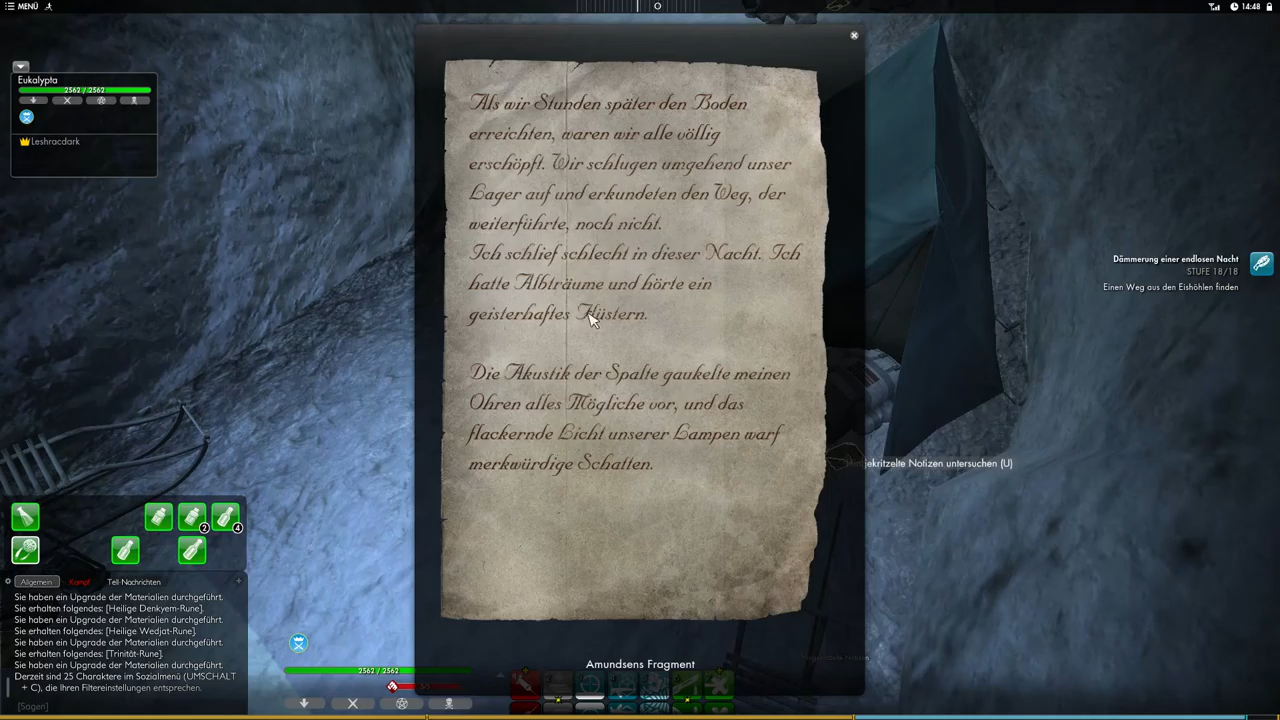 MENÜ
14:48
Eukalypta
2562 / 2562
Leshracdark
Als wir Stunden später den Boden
erreichten, waren wir alle völlig
erschöpft. Wir schlugen umgehend unser
Lager auf und erkundeten den Weg, der
weiterführte, noch nicht.
Ich schlief schlecht in dieser Nacht. Ich
hatte Albträume und hörte ein
geisterhaftes Flüstern.
Die Akustik der Spalte gaukelte meinen
Ohren alles Mögliche vor, und das
flackernde Licht unserer Lampen warf
merkwürdige Schatten.
Amundsens Fragment
Dämmerung einer endlosen Nacht
STUFE 18/18
Einen Weg aus den Eishöhlen finden
Notizen untersuchen (U)
2
4
Allgemein Kampf Tell-Nachrichten
Sie haben ein Upgrade der Materialien durchgeführt.
Sie erhalten folgendes: [Heilige Denkyem-Rune].
Sie haben ein Upgrade der Materialien durchgeführt.
Sie erhalten folgendes: [Heilige Wedjat-Rune].
Sie haben ein Upgrade der Materialien durchgeführt.
Sie erhalten folgendes: [Trinität-Rune].
Sie haben ein Upgrade der Materialien durchgeführt.
Derzeit sind 25 Charaktere im Sozialmenü (UMSCHALT
+ C), die Ihren Filtereinstellungen entsprechen.
[Sagen]
2562 / 2562
5/5